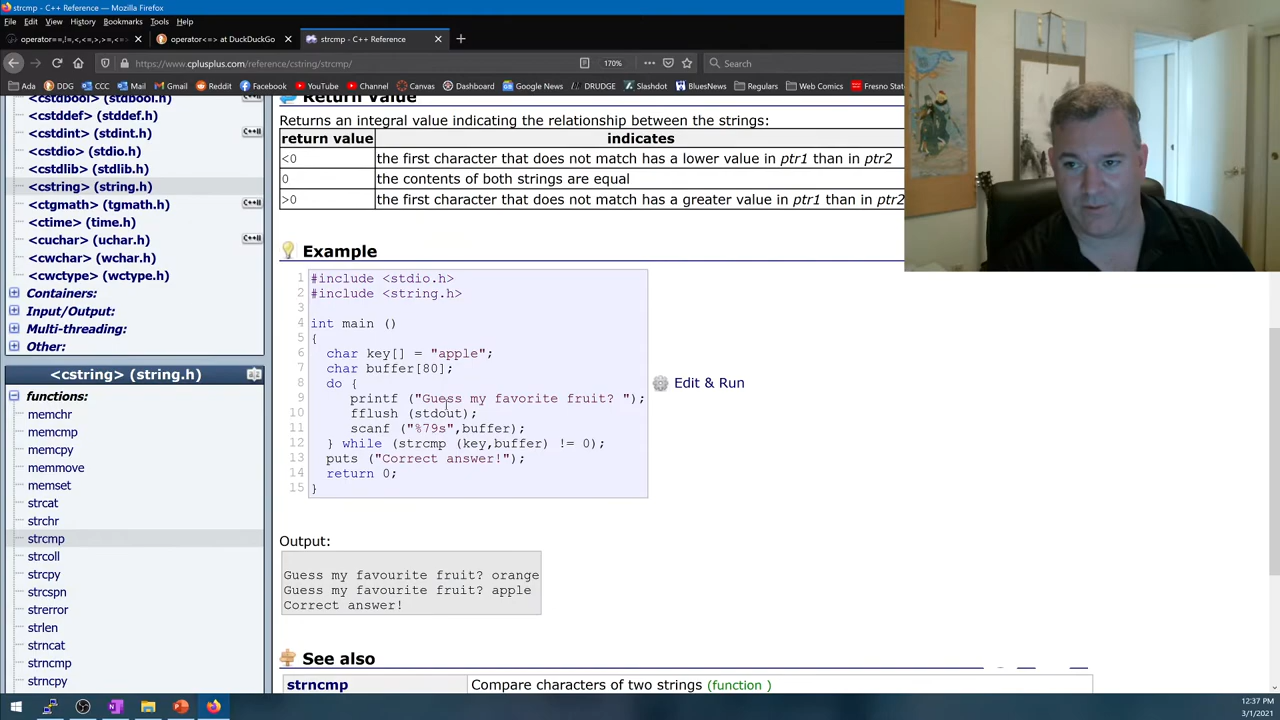 strcmp - C++ Reference - Mozilla Firefox
File Edit View History Bookmarks Tools Help
operator==,!=,<,<=,>,>=,<=
operator<=> at DuckDuckGo
strcmp - C++ Reference
https://www.cplusplus.com/reference/cstring/strcmp/
170%
Search
Ada DDG CCC Mail Gmail Reddit Facebook YouTube Channel Canvas Dashboard Google News DRUDGE Slashdot BluesNews Regulars Web Comics Fresno Stat
<cstdbool> (stdbool.h)
<cstddef> (stddef.h)
<cstdint> (stdint.h)
<cstdio> (stdio.h)
<cstdlib> (stdlib.h)
<cstring> (string.h)
<ctgmath> (tgmath.h)
<ctime> (time.h)
<cuchar> (uchar.h)
<cwchar> (wchar.h)
<cwctype> (wctype.h)
Containers:
Input/Output:
Multi-threading:
Other:
<cstring> (string.h)
functions:
memchr
memcmp
memcpy
memmove
memset
strcat
strchr
strcmp
strcoll
strcpy
strcspn
strerror
strlen
strncat
strncmp
strncpy
Return Value
Returns an integral value indicating the relationship between the strings:
return value indicates
<0 the first character that does not match has a lower value in ptr1 than in ptr2
0 the contents of both strings are equal
>0 the first character that does not match has a greater value in ptr1 than in ptr2
Example
1 #include <stdio.h>
2 #include <string.h>
3
4 int main ()
5 {
6 char key[] = "apple";
7 char buffer[80];
8 do {
9 printf ("Guess my favorite fruit? ");
10 fflush (stdout);
11 scanf ("%79s",buffer);
12 } while (strcmp (key,buffer) != 0);
13 puts ("Correct answer!");
14 return 0;
15 }
Edit & Run
Output:
Guess my favourite fruit? orange
Guess my favourite fruit? apple
Correct answer!
See also
strncmp Compare characters of two strings (function )
12:37 PM
3/1/2021